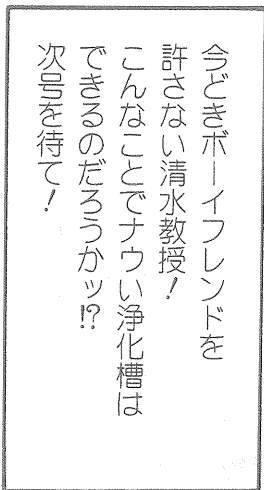 今どきボーイフレンドを
許さない清水教授！
こんなことでナウい浄化槽は
できるのだろうかッ!?
次号を待て！